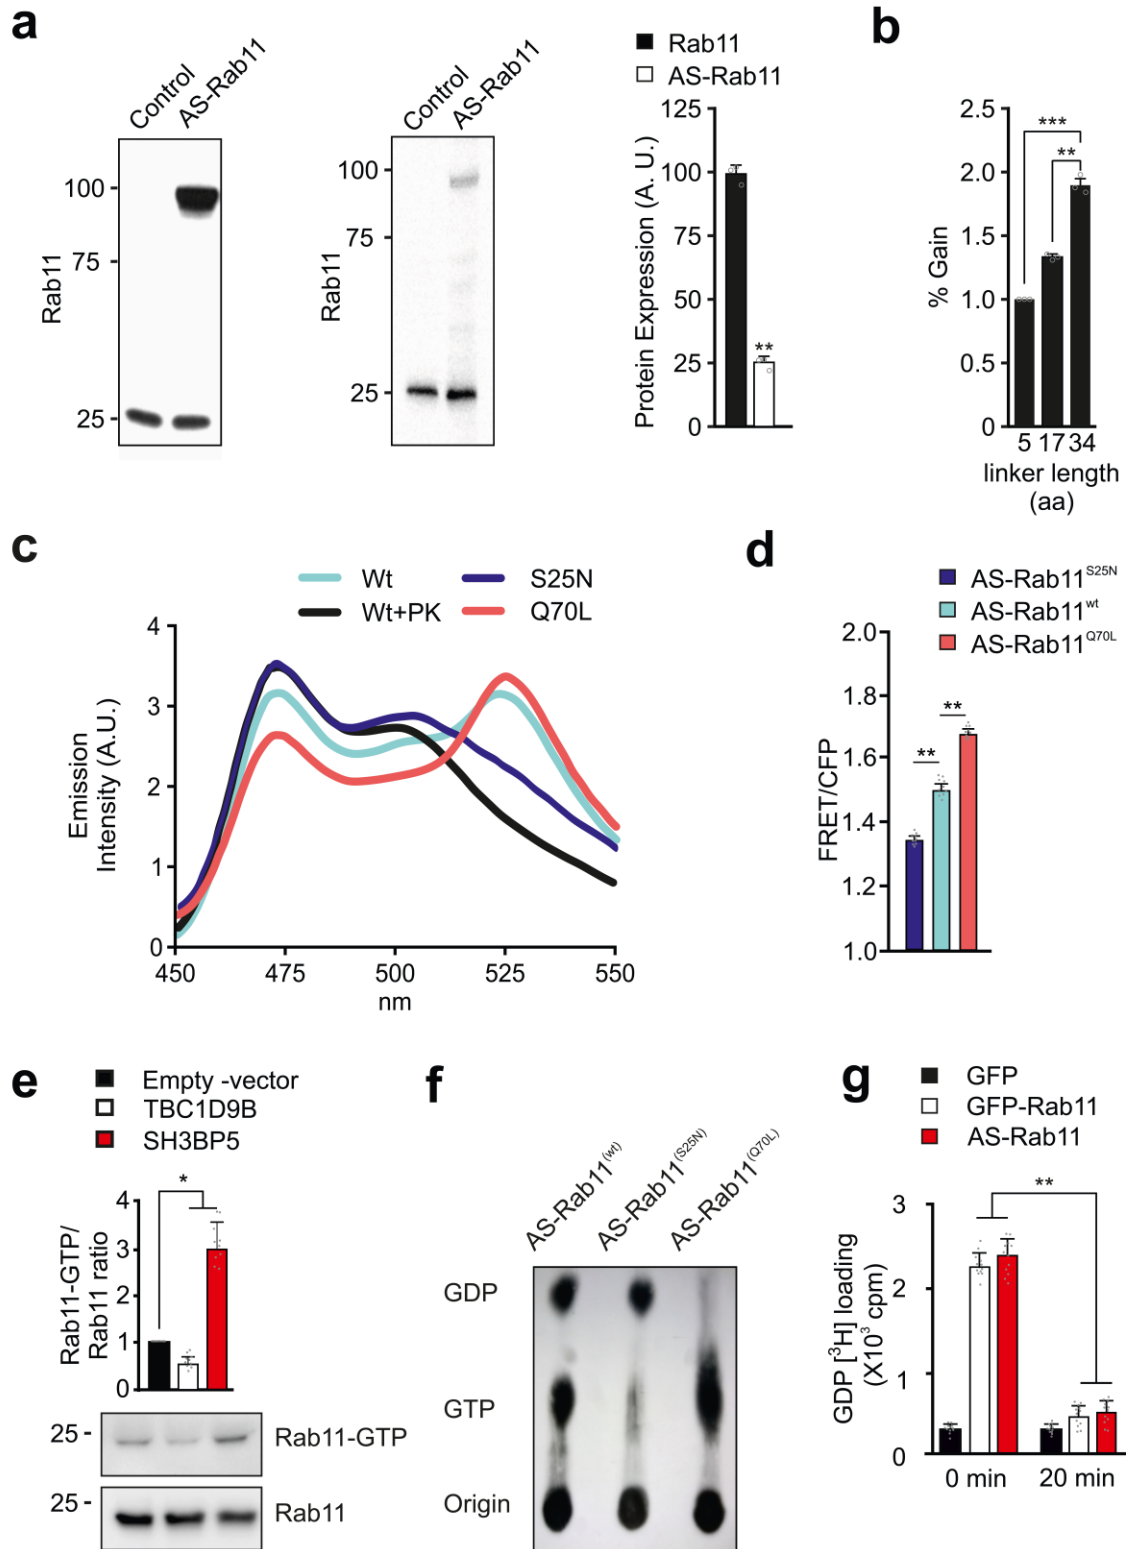 a
Control
AS-Rab11
100
75
25
Rab11
Control
AS-Rab11
100
75
25
Rab11
Rab11
AS-Rab11
125
100
75
50
25
0
Protein Expression (A. U.)
**
b
2.5
2.0
1.5
1.0
0.5
0
% Gain
***
**
5 17 34
linker length
(aa)
c
Wt
S25N
Wt+PK
Q70L
4
3
2
1
0
Emission
Intensity (A.U.)
450 475 500 525 550
nm
d
AS-Rab11S25N
AS-Rab11wt
AS-Rab11Q70L
2.0
1.8
1.6
1.4
1.2
1.0
FRET/CFP
**
**
e
Empty -vector
TBC1D9B
SH3BP5
*
4
3
2
1
0
Rab11-GTP/
Rab11 ratio
25 - Rab11-GTP
25 - Rab11
f
AS-Rab11(wt)
AS-Rab11(S25N)
AS-Rab11(Q70L)
GDP
GTP
Origin
g
GFP
GFP-Rab11
AS-Rab11
**
3
2
1
0
GDP [³H] loading
(X10³ cpm)
0 min 20 min